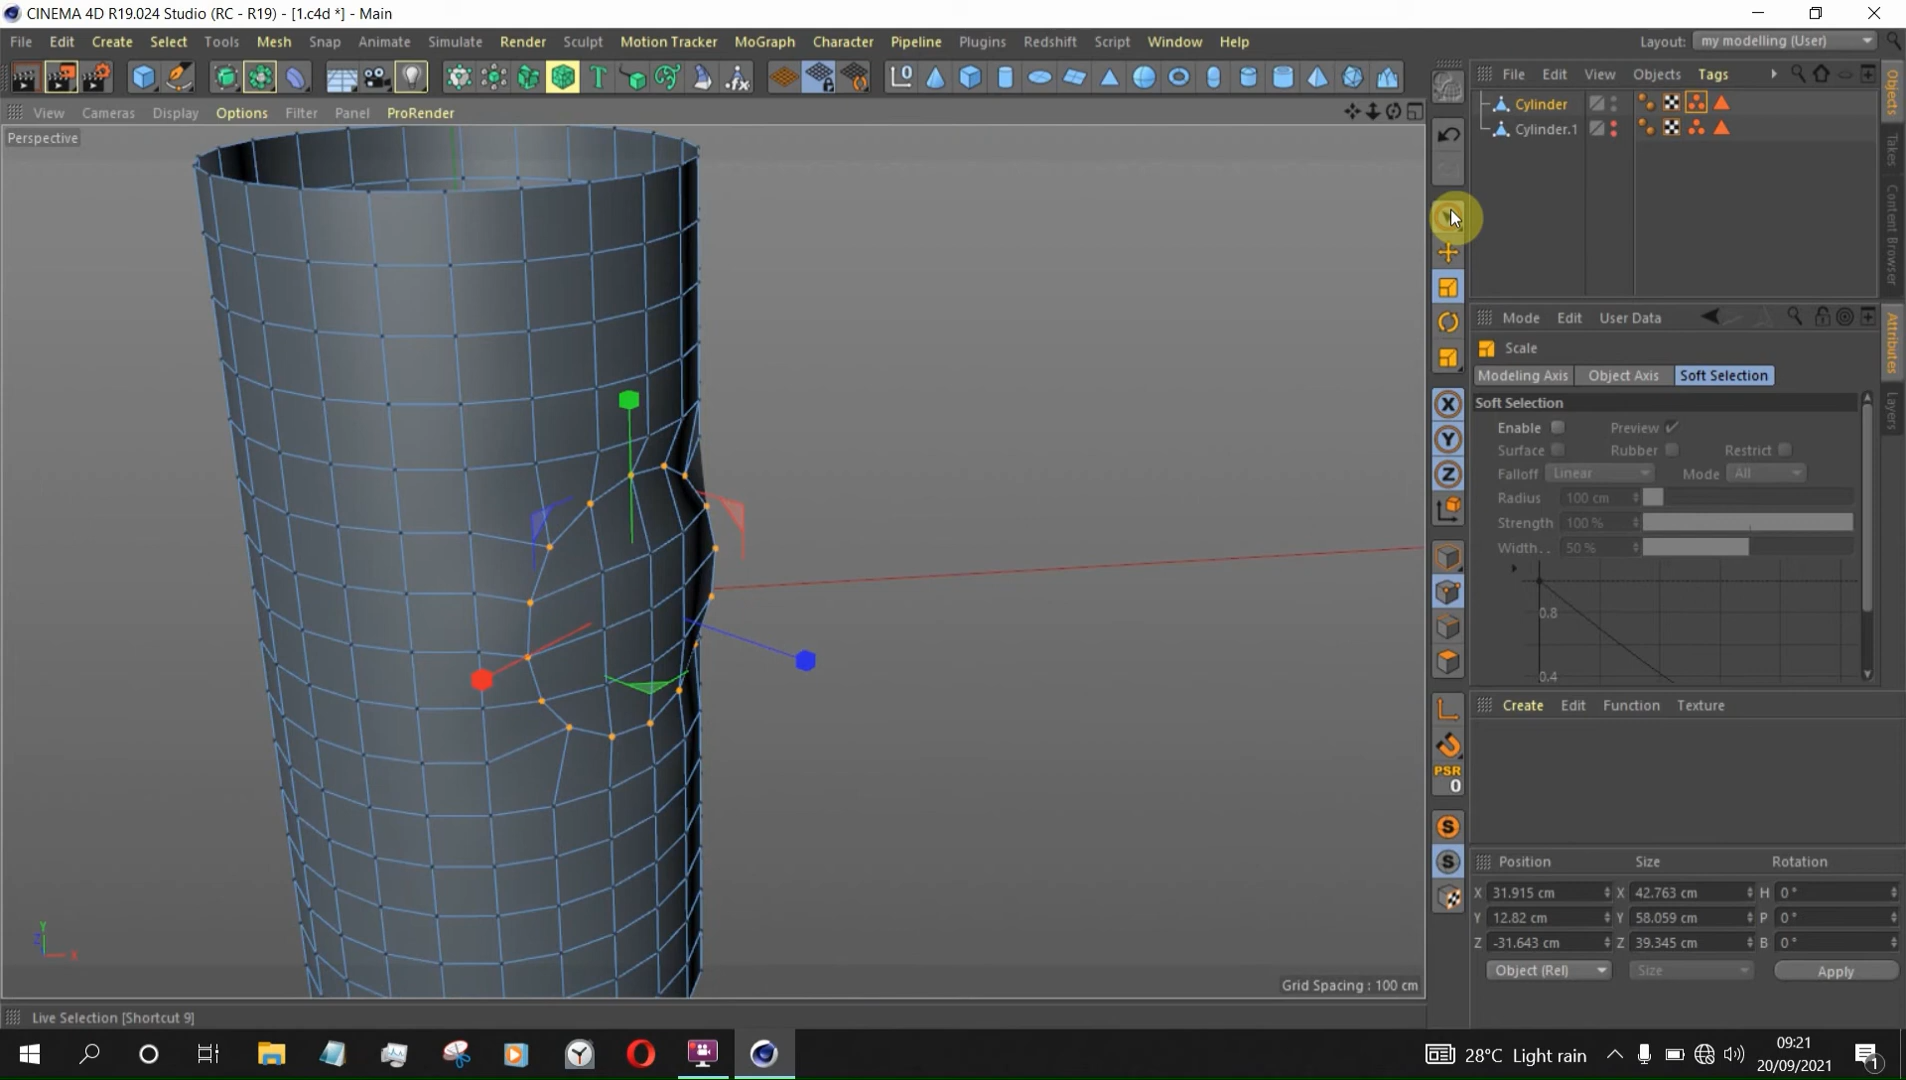 CINEMA 4D R19.024 Studio (RC - R19) - [1.c4d *] - Main
File Edit Create Select Tools Mesh Snap Animate Simulate Render Sculpt Motion Tracker MoGraph Character Pipeline Plugins Redshift Script Window Help Layout: my modelling (User)
File Edit View Objects Tags
View Cameras Display Options Filter Panel ProRender
Perspective
Cylinder
Cylinder.1
Objects
Takes
Content Browser
Mode Edit User Data
Attributes
Layers
Scale
Modeling Axis Object Axis Soft Selection
Soft Selection
Enable Preview
Surface Rubber Restrict
Falloff Linear Mode All
Radius 100 cm
Strength 100 %
Width.. 50 %
0.8
0.4
X
Y
Z
PSR
0
S
S
Create Edit Function Texture
Position Size Rotation
X 31.915 cm X 42.763 cm H 0 °
Y 12.82 cm Y 58.059 cm P 0 °
Z -31.643 cm Z 39.345 cm B 0 °
Object (Rel) Size Apply
Y
Z
X
Grid Spacing : 100 cm
Live Selection [Shortcut 9]
28°C Light rain
09:21
20/09/2021
1